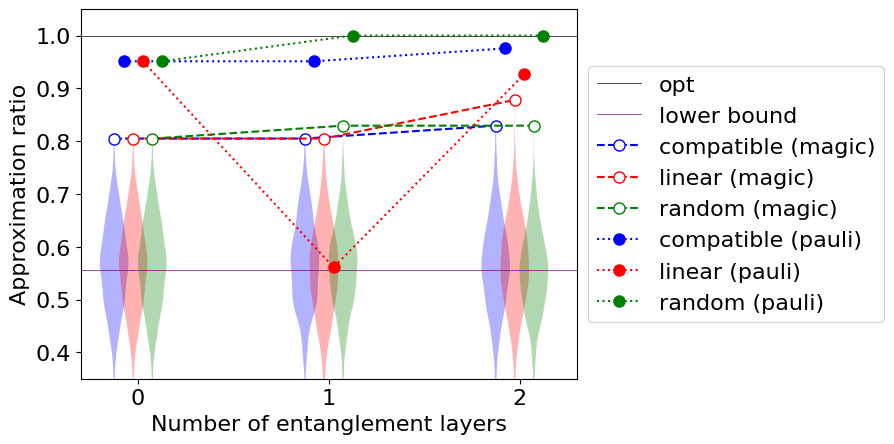 1.0
0.9
0.8
0.7
0.6
0.5
0.4
Approximation ratio
0 1 2
Number of entanglement layers
opt
lower bound
compatible (magic)
linear (magic)
random (magic)
compatible (pauli)
linear (pauli)
random (pauli)